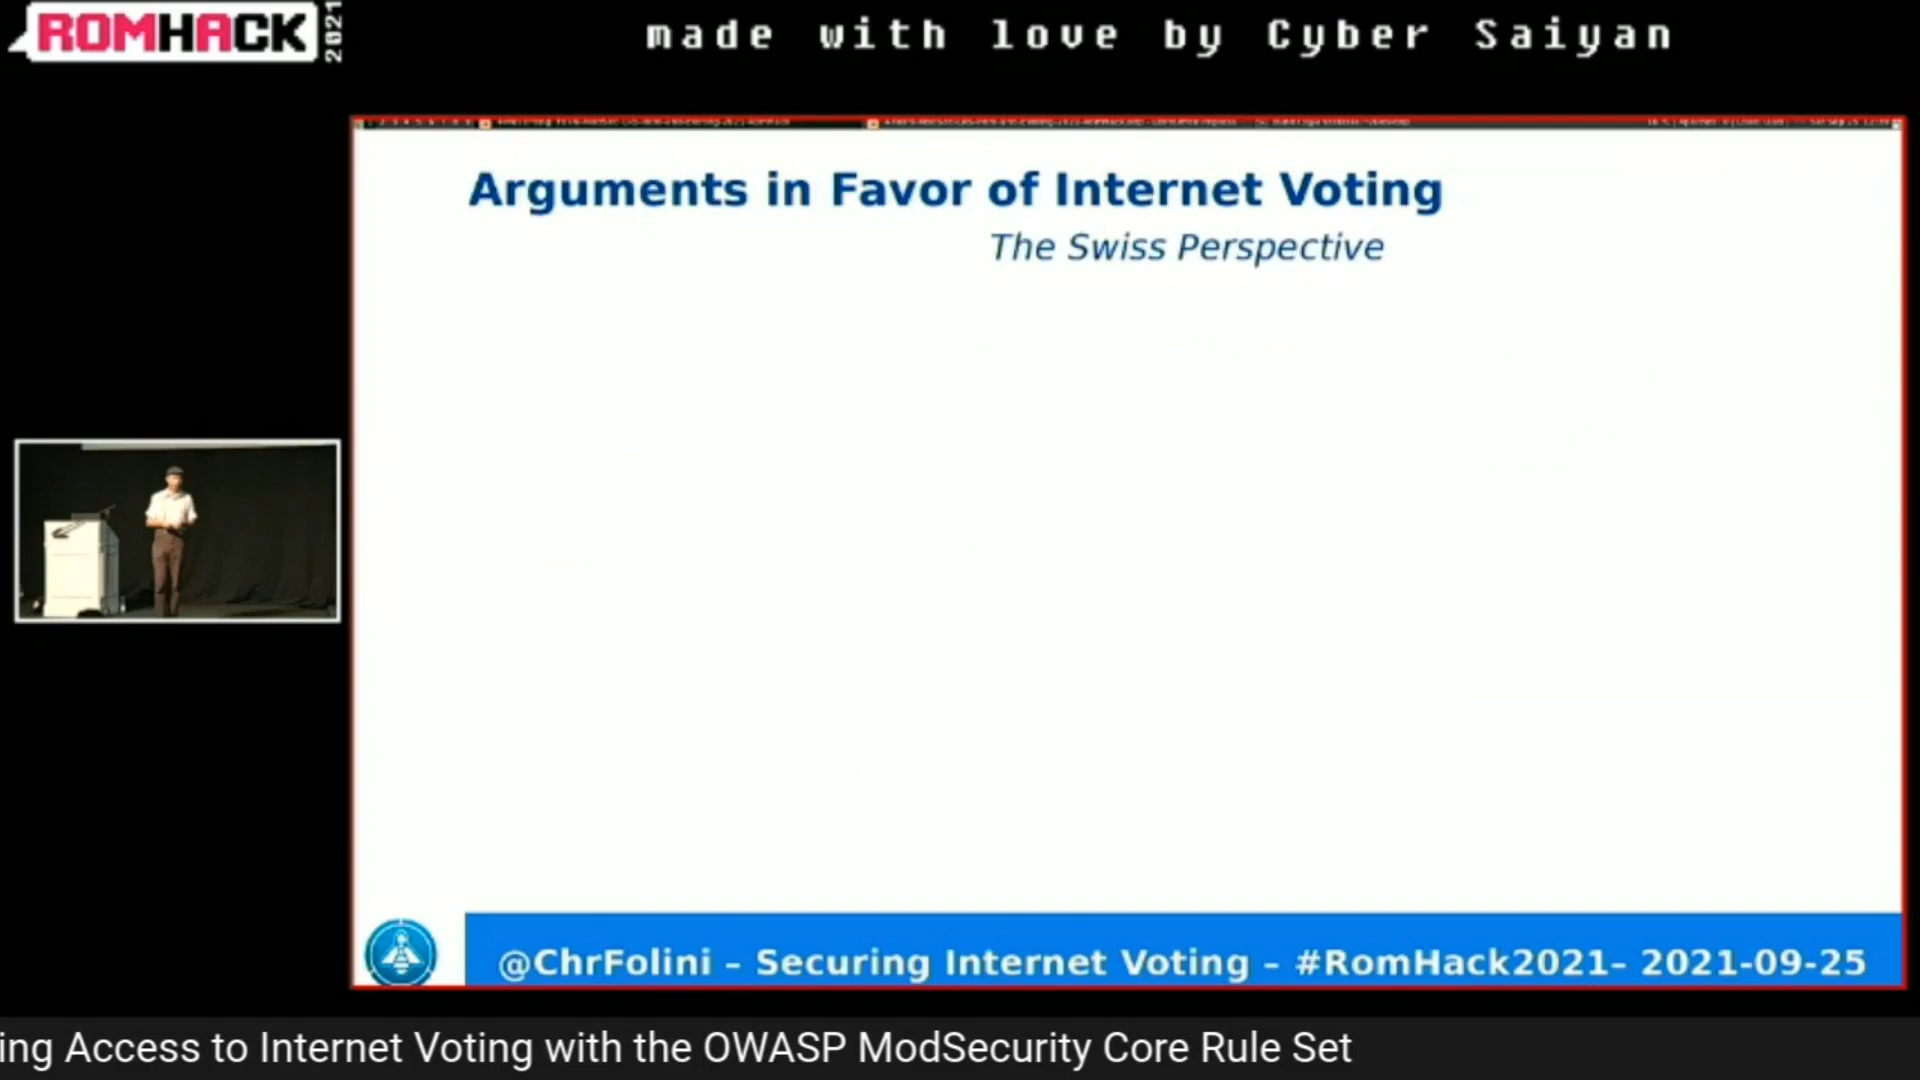 ROMHACK 2021
made with love by Cyber Saiyan
Arguments in Favor of Internet Voting
The Swiss Perspective
@ChrFolini – Securing Internet Voting – #RomHack2021– 2021-09-25
ing Access to Internet Voting with the OWASP ModSecurity Core Rule Set